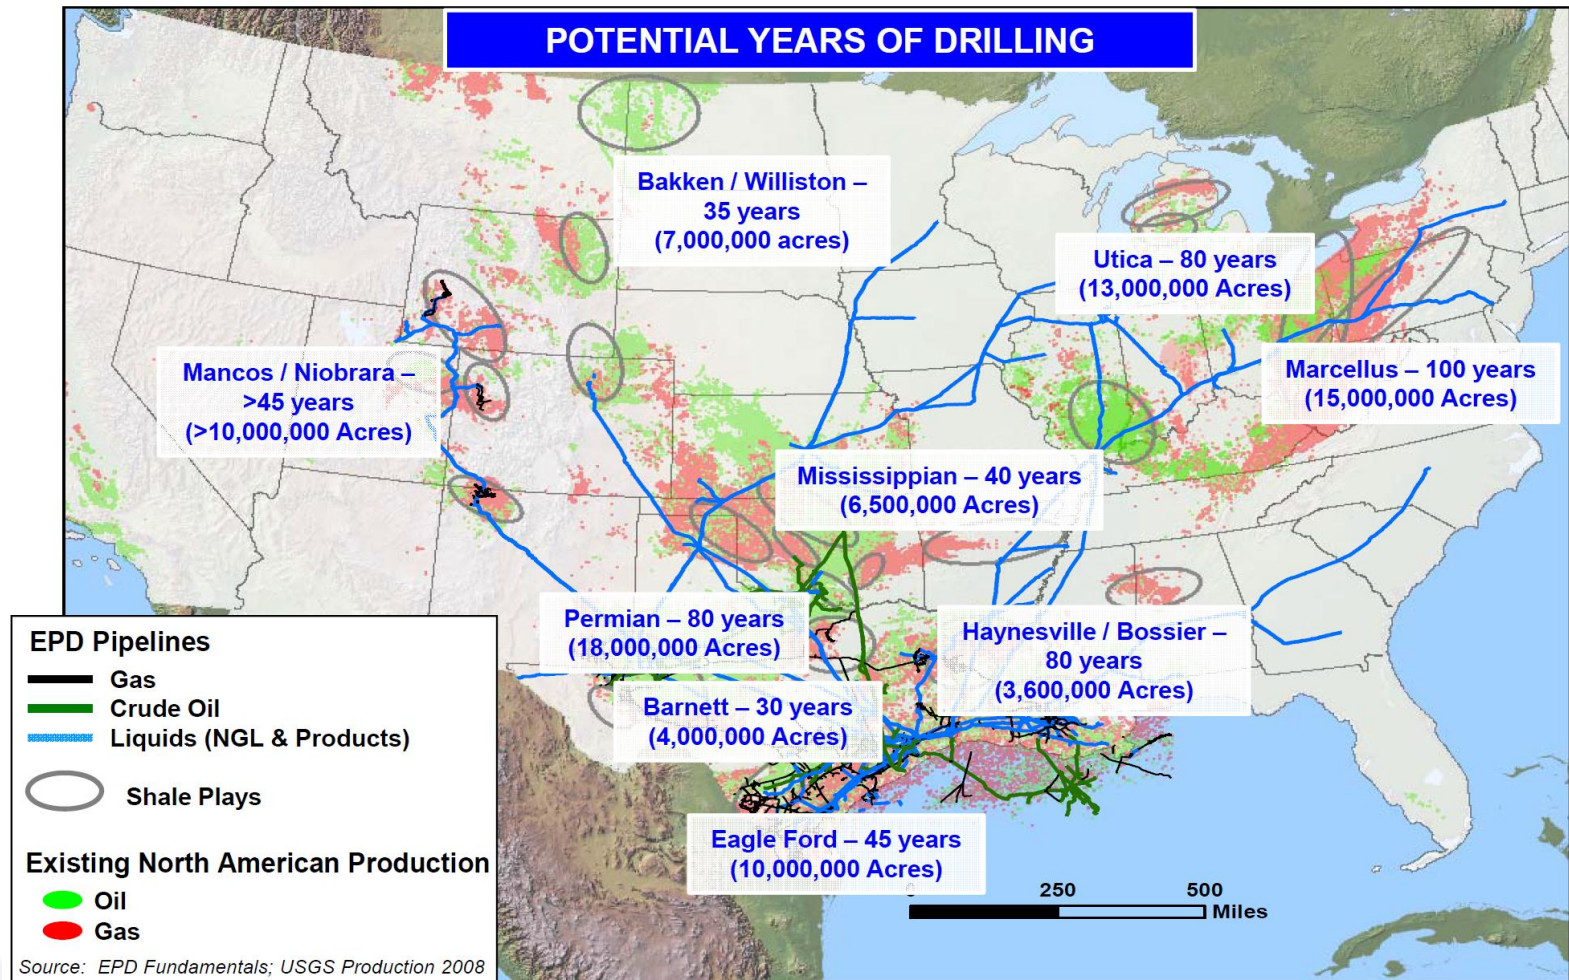 POTENTIAL YEARS OF DRILLING
Bakken / Williston –
35 years
(7,000,000 acres)
Utica – 80 years
(13,000,000 Acres)
Mancos / Niobrara –
>45 years
(>10,000,000 Acres)
Marcellus – 100 years
(15,000,000 Acres)
Mississippian – 40 years
(6,500,000 Acres)
Permian – 80 years
(18,000,000 Acres)
Haynesville / Bossier –
80 years
(3,600,000 Acres)
Barnett – 30 years
(4,000,000 Acres)
Eagle Ford – 45 years
(10,000,000 Acres)
250 500
Miles
EPD Pipelines
Gas
Crude Oil
Liquids (NGL & Products)
Shale Plays
Existing North American Production
Oil
Gas
Source: EPD Fundamentals; USGS Production 2008